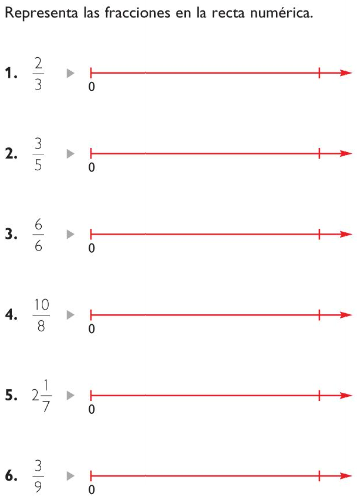 Representa las fracciones en la recta numérica.
1. 2/3 ▶ 0
2. 3/5 ▶ 0
3. 6/6 ▶ 0
4. 10/8 ▶ 0
5. 2 1/7 ▶ 0
6. 3/9 ▶ 0